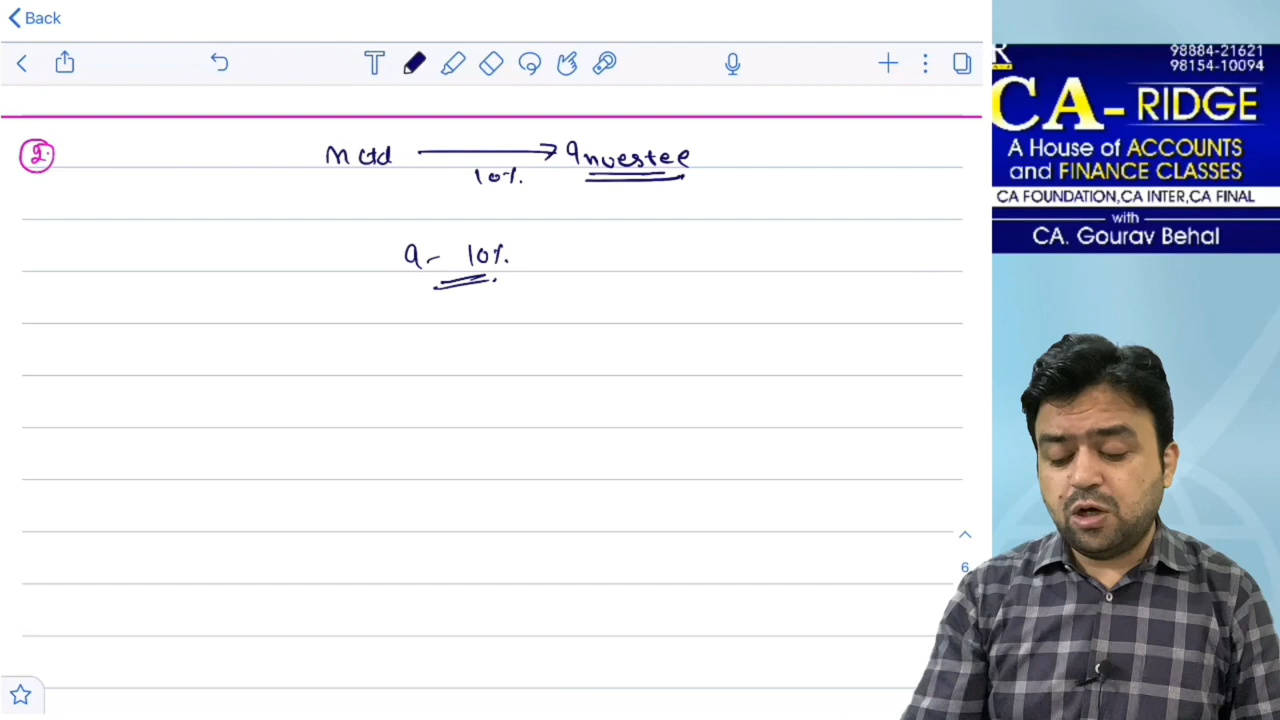 Back
R 98884-21621
98154-10094
CA- RIDGE
A House of ACCOUNTS
and FINANCE CLASSES
CA FOUNDATION,CA INTER,CA FINAL
with
CA. Gourav Behal
T
2. M Ltd Investee
10%
10%
6